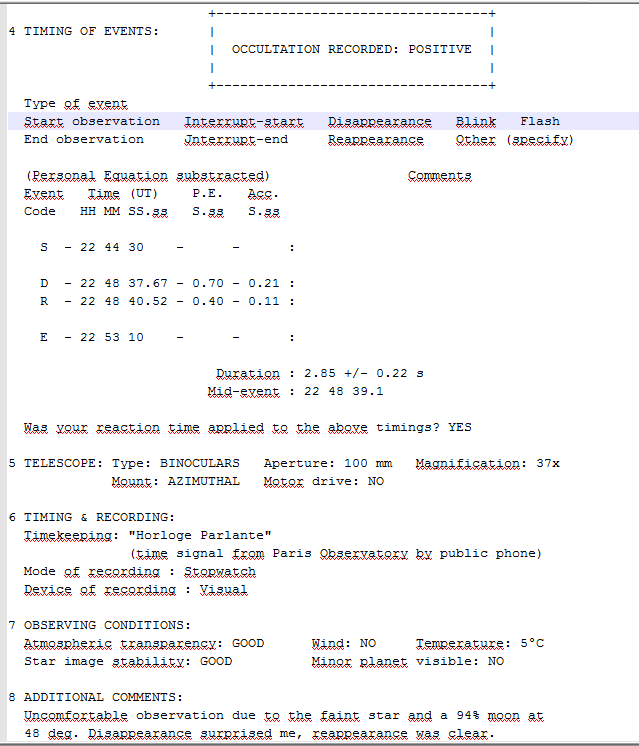 +----------------------------------+
4 TIMING OF EVENTS:      |                                  |
|  OCCULTATION RECORDED: POSITIVE  |
|                                  |
+----------------------------------+
Type of event
Start observation   Interrupt-start   Disappearance   Blink   Flash
End observation     Jnterrupt-end     Reappearance    Other (specify)
(Personal Equation substracted)                 Comments
Event   Time (UT)    P.E.   Acc.
Code   HH MM SS.ss   S.ss   S.ss
S  - 22 44 30    -      -      :
D  - 22 48 37.67 - 0.70 - 0.21 :
R  - 22 48 40.52 - 0.40 - 0.11 :
E  - 22 53 10    -      -      :
Duration : 2.85 +/- 0.22 s
Mid-event : 22 48 39.1
Was your reaction time applied to the above timings? YES
5 TELESCOPE: Type: BINOCULARS   Aperture: 100 mm   Magnification: 37x
Mount: AZIMUTHAL   Motor drive: NO
6 TIMING & RECORDING:
Timekeeping: "Horloge Parlante"
(time signal from Paris Observatory by public phone)
Mode of recording : Stopwatch
Device of recording : Visual
7 OBSERVING CONDITIONS:
Atmospheric transparency: GOOD      Wind: NO     Temperature: 5°C
Star image stability: GOOD          Minor planet visible: NO
8 ADDITIONAL COMMENTS:
Uncomfortable observation due to the faint star and a 94% moon at
48 deg. Disappearance surprised me, reappearance was clear.